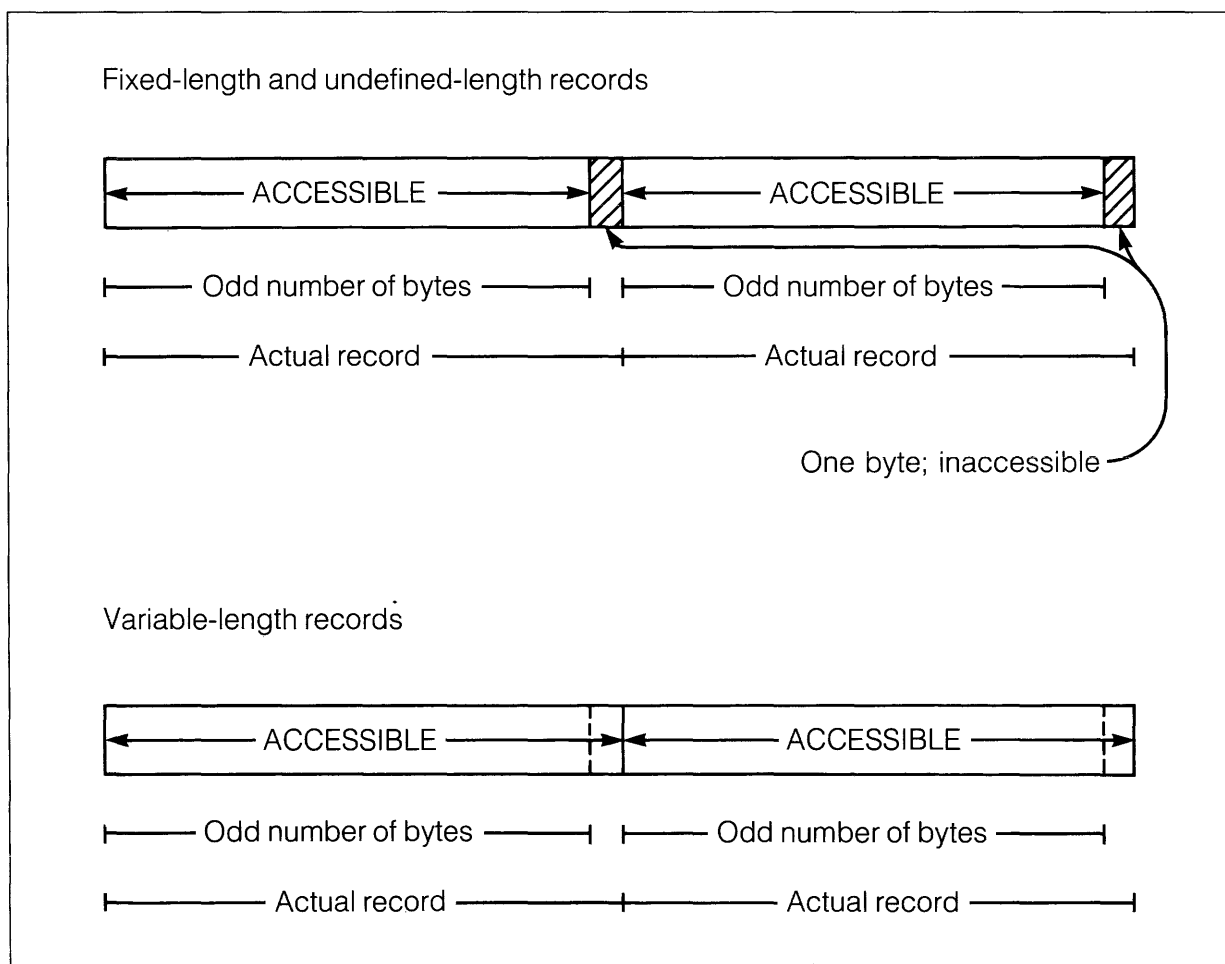 Fixed-length and undefined-length records
ACCESSIBLE ACCESSIBLE
Odd number of bytes Odd number of bytes
Actual record Actual record
One byte; inaccessible
Variable-length records
ACCESSIBLE ACCESSIBLE
Odd number of bytes Odd number of bytes
Actual record Actual record